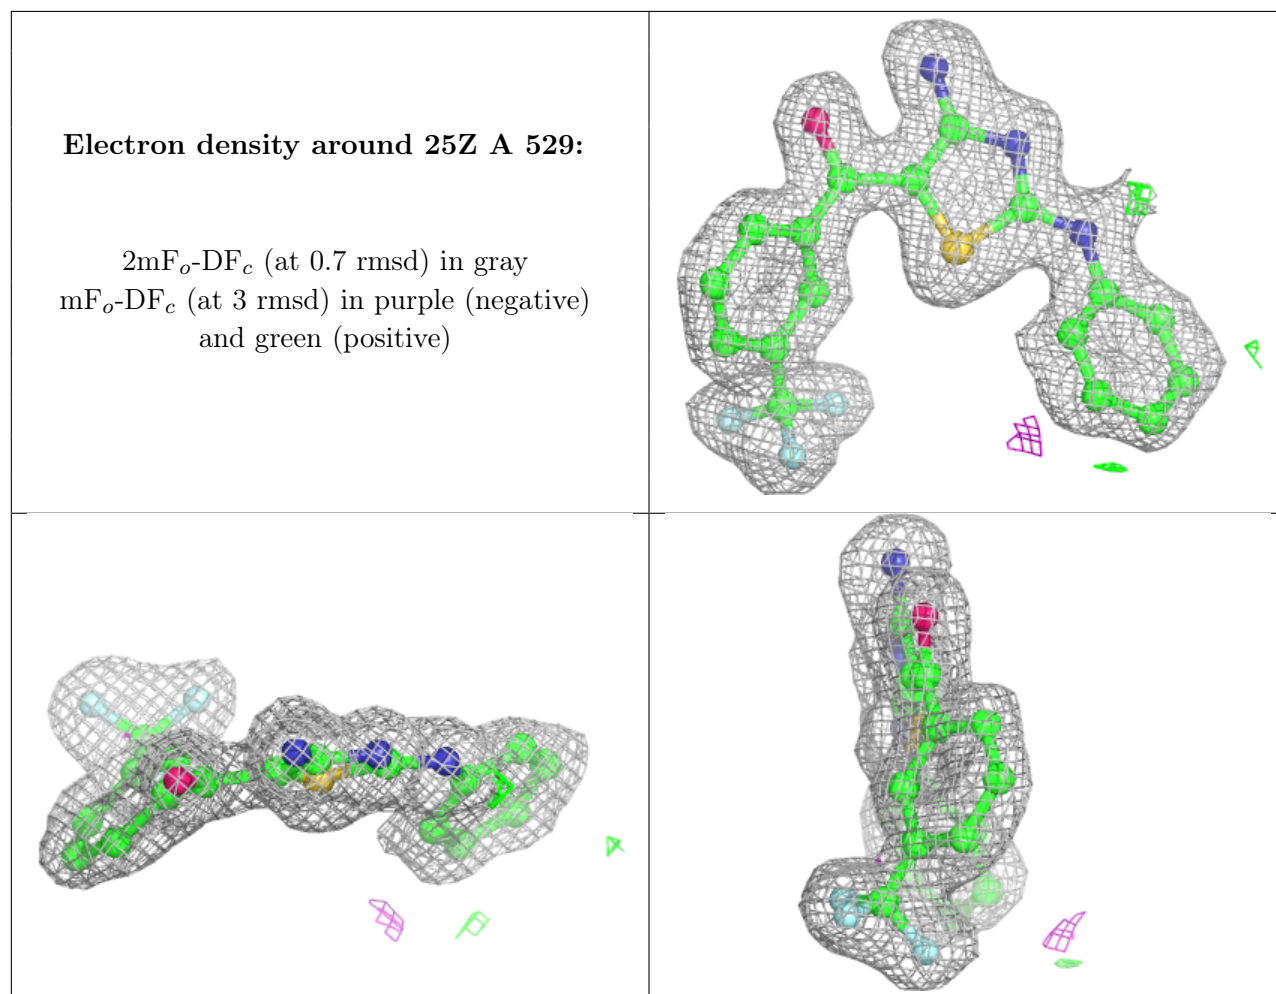 Electron density around 25Z A 529:
2mFo-DFc (at 0.7 rmsd) in gray
mFo-DFc (at 3 rmsd) in purple (negative)
and green (positive)